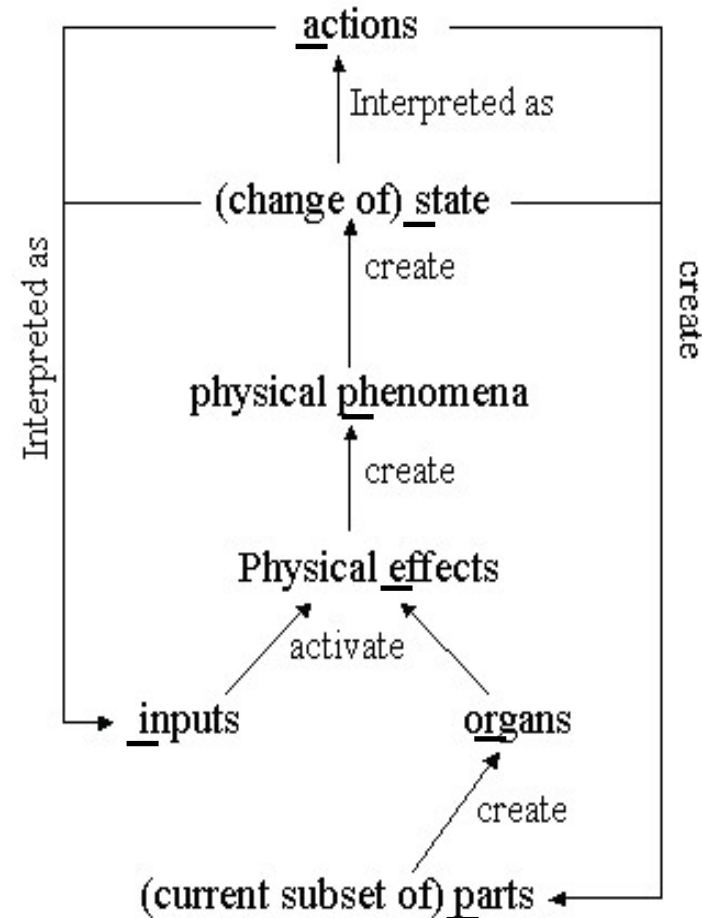 actions
Interpreted as
(change of) state
create
Interpreted as
create
physical phenomena
create
Physical effects
activate
inputs
organs
create
(current subset of) parts